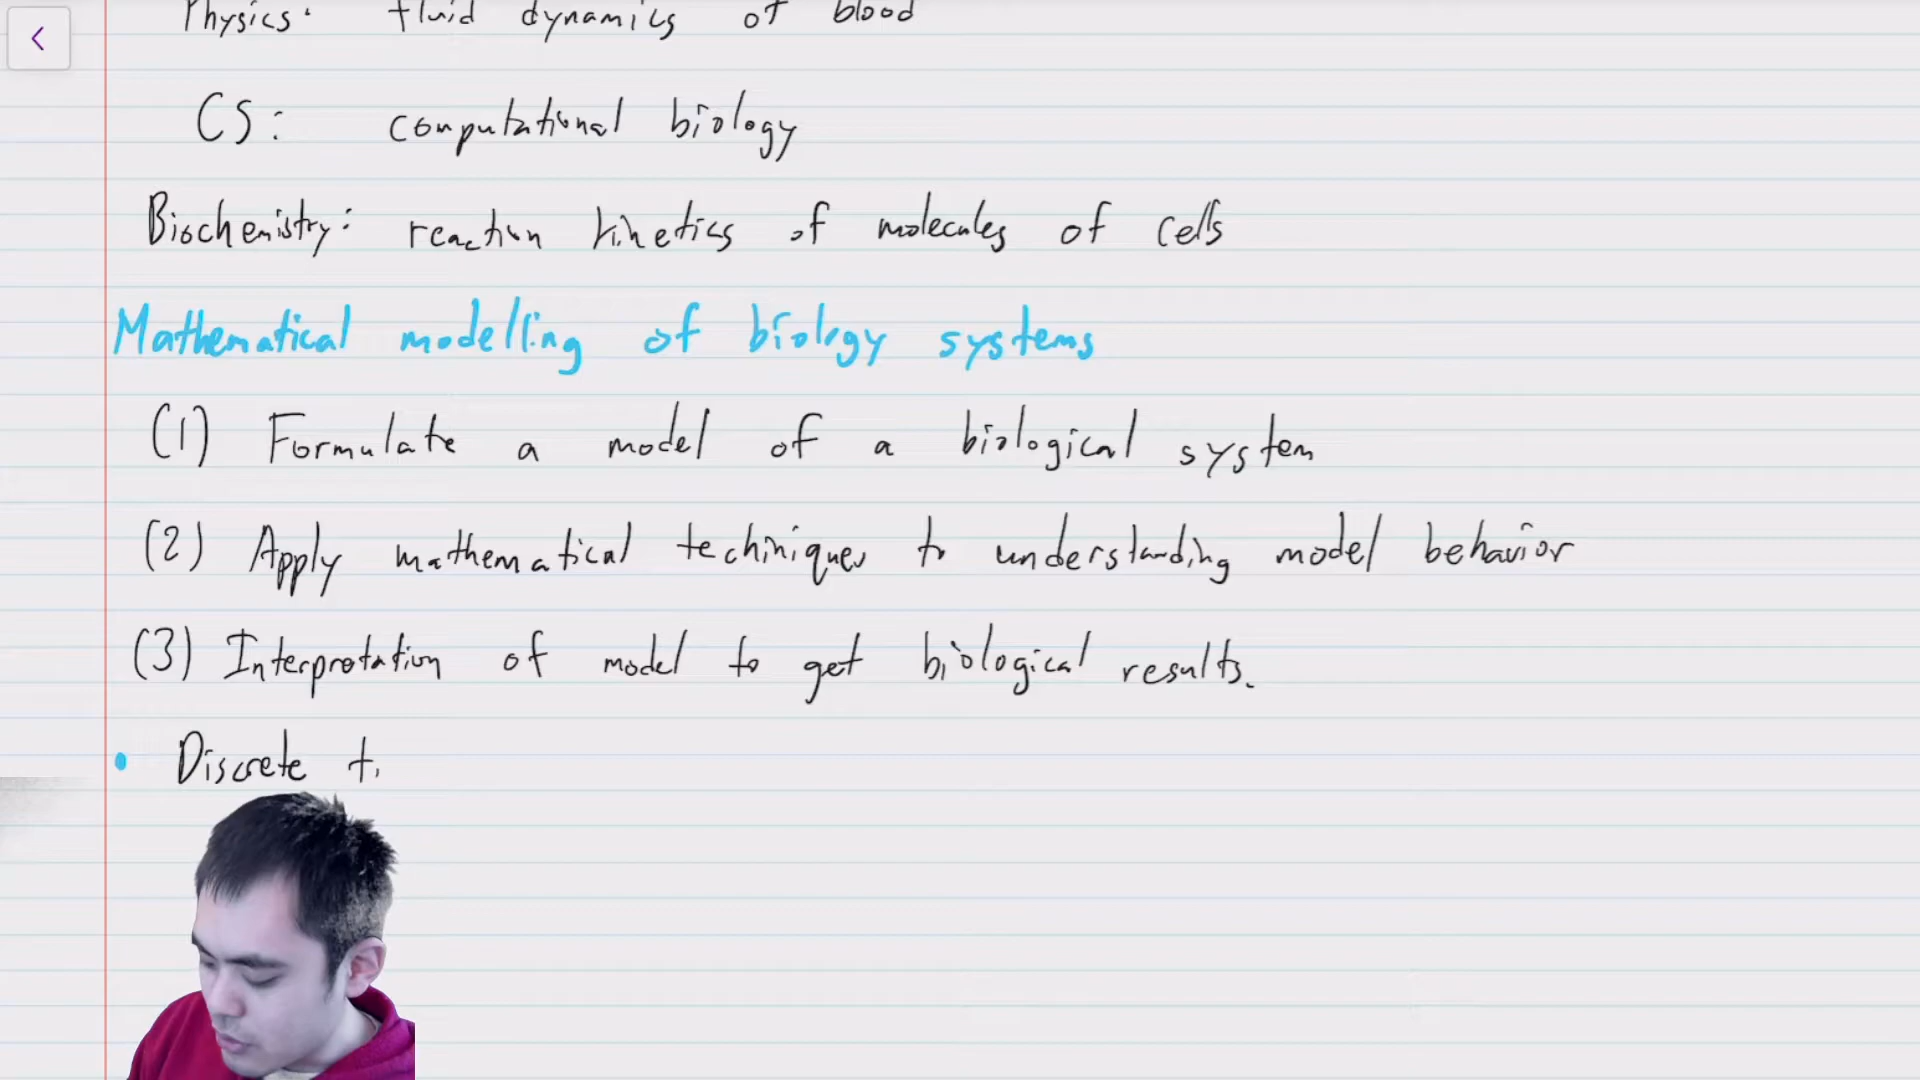 Physics: fluid dynamics of blood
CS: computational biology
Biochemistry: reaction kinetics of molecules of cells
Mathematical modelling of biology systems
(1) Formulate a model of a biological system
(2) Apply mathematical techiniques to understanding model behavior
(3) Interpretation of model to get biological results.
• Discrete ti